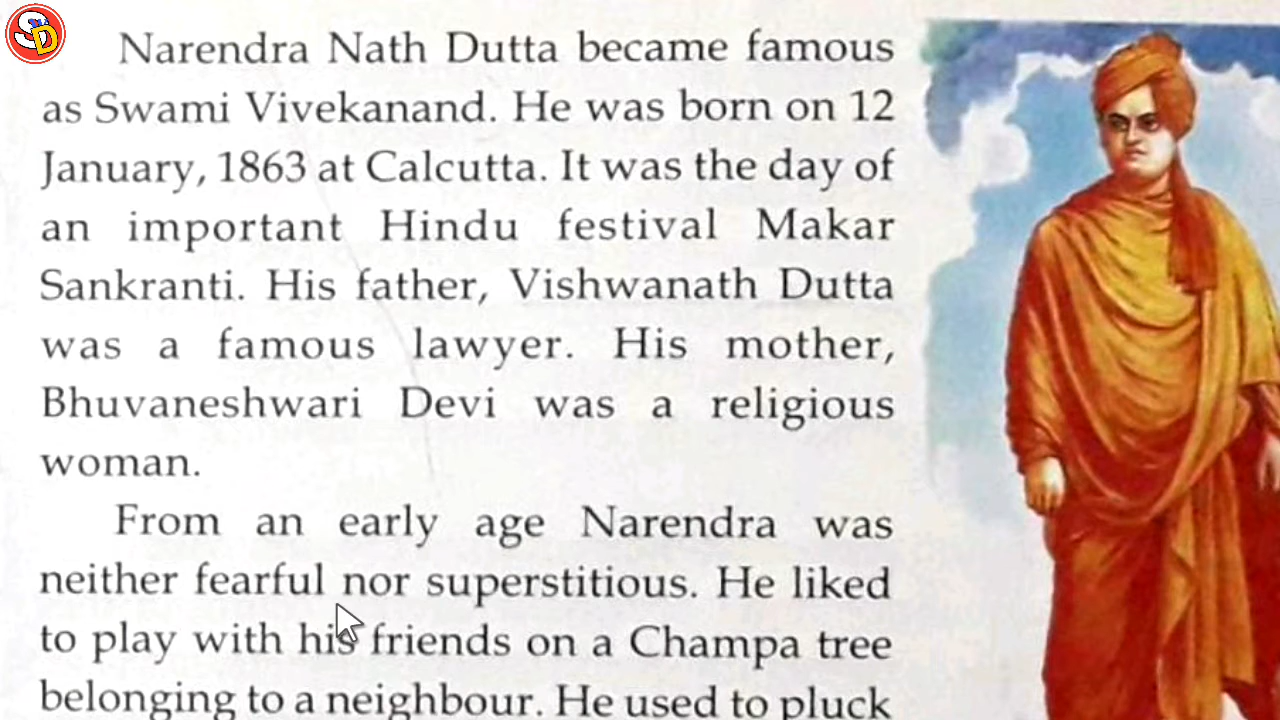 Narendra Nath Dutta became famous
as Swami Vivekanand. He was born on 12
January, 1863 at Calcutta. It was the day of
an important Hindu festival Makar
Sankranti. His father, Vishwanath Dutta
was a famous lawyer. His mother,
Bhuvaneshwari Devi was a religious
woman.
From an early age Narendra was
neither fearful nor superstitious. He liked
to play with his friends on a Champa tree
belonging to a neighbour. He used to pluck